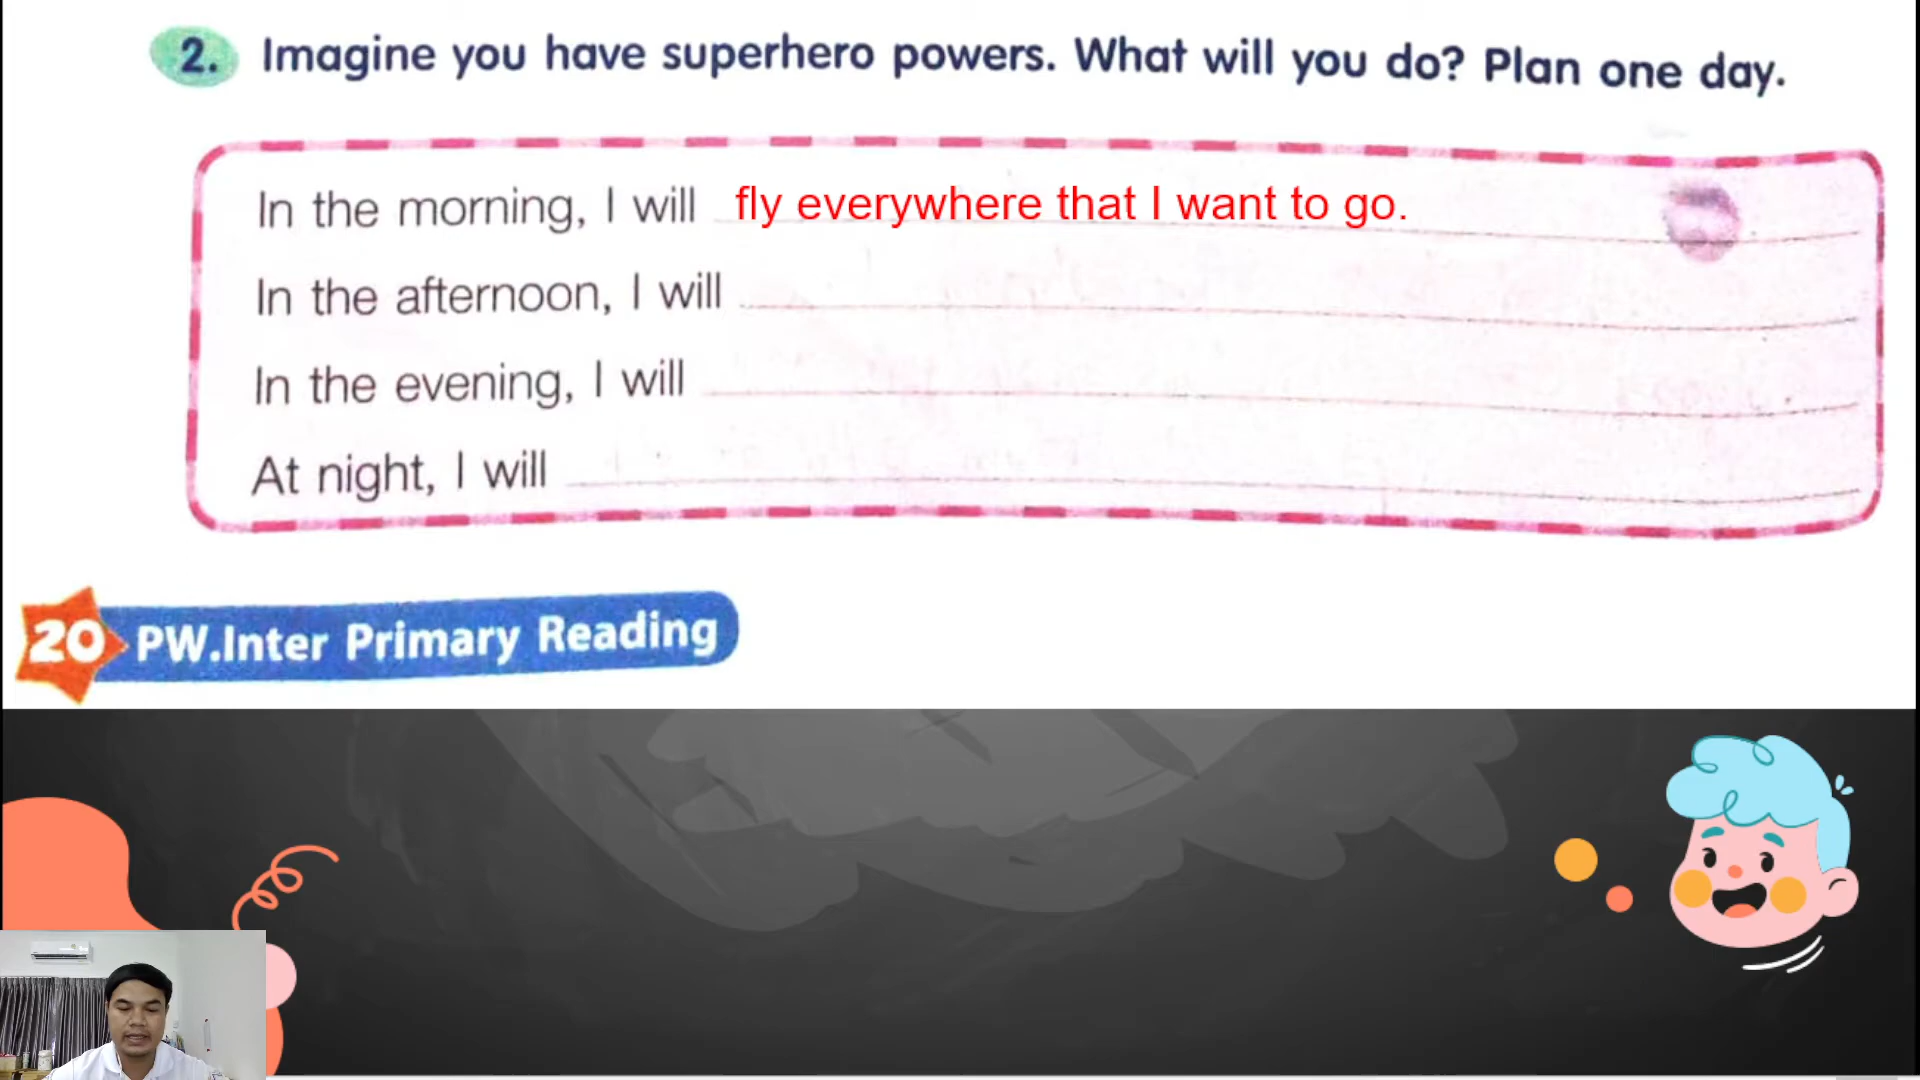 2. Imagine you have superhero powers. What will you do? Plan one day.
In the morning, I will fly everywhere that I want to go.
In the afternoon, I will
In the evening, I will
At night, I will
20 PW.Inter Primary Reading